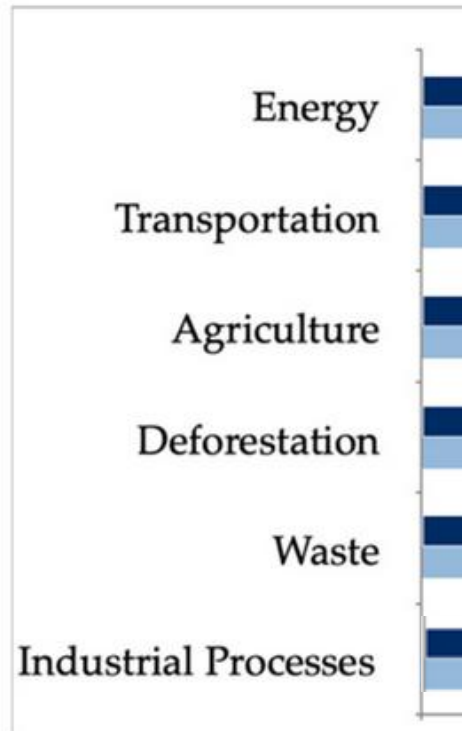 Energy
Transportation
Agriculture
Deforestation
Waste
Industrial Processes